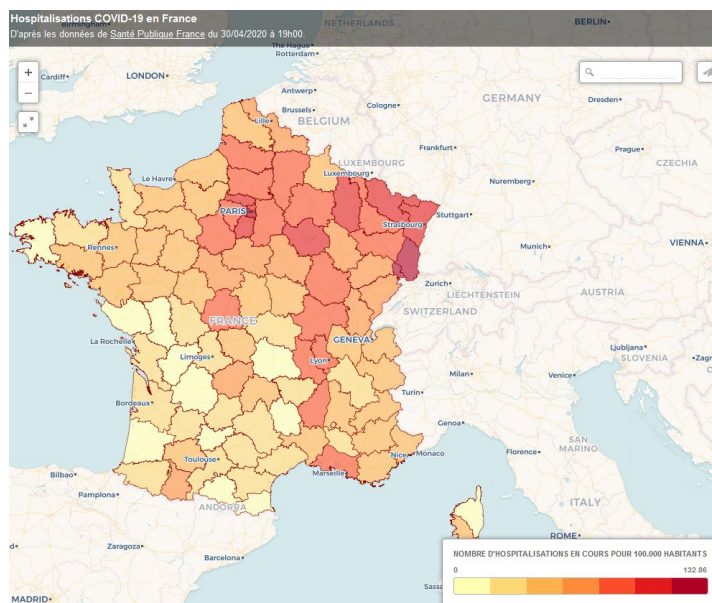 Hospitalisations COVID-19 en France
D'après les données de Santé Publique France du 30/04/2020 à 19h00.
NETHERLANDS
BERLIN
The Hague
Rotterdam
+
Cardiff
LONDON
−
Antwerp
Brussels
BELGIUM
Cologne
GERMANY
Dresden
Lille
Frankfurt
Prague
LUXEMBOURG
Luxembourg
CZECHIA
Le Havre
Nuremberg
PARIS
Stuttgart
Strasbourg
Rennes
Munich
VIENNA
Zurich
LIECHTENSTEIN
AUSTRIA
SWITZERLAND
FRANCE
GENEVA
La Rochelle
Ljubljana
SLOVENIA
Limoges
Lyon
Milan
Venice
Turin
Bordeaux
Genoa
SAN
MARINO
Toulouse
Nice
Monaco
Florence
Marseille
Bilbao
Pamplona
ANDORRA
ITALY
Zaragoza
ROME
Barcelona
MADRID
NOMBRE D'HOSPITALISATIONS EN COURS POUR 100.000 HABITANTS
0
132.86